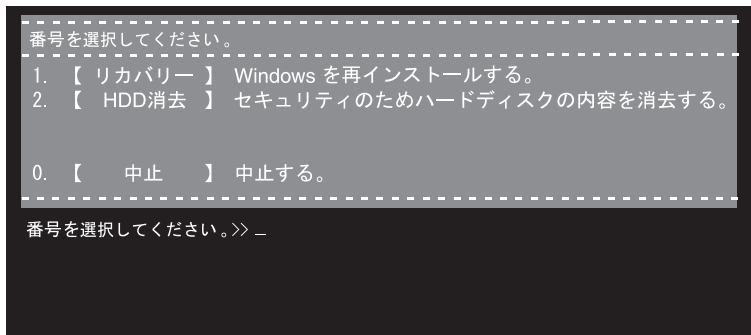 番号を選択してください。
1. 【 リカバリー 】 Windows を再インストールする。
2. 【 HDD消去 】 セキュリティのためハードディスクの内容を消去する。
0. 【 中止 】 中止する。
番号を選択してください。>> _